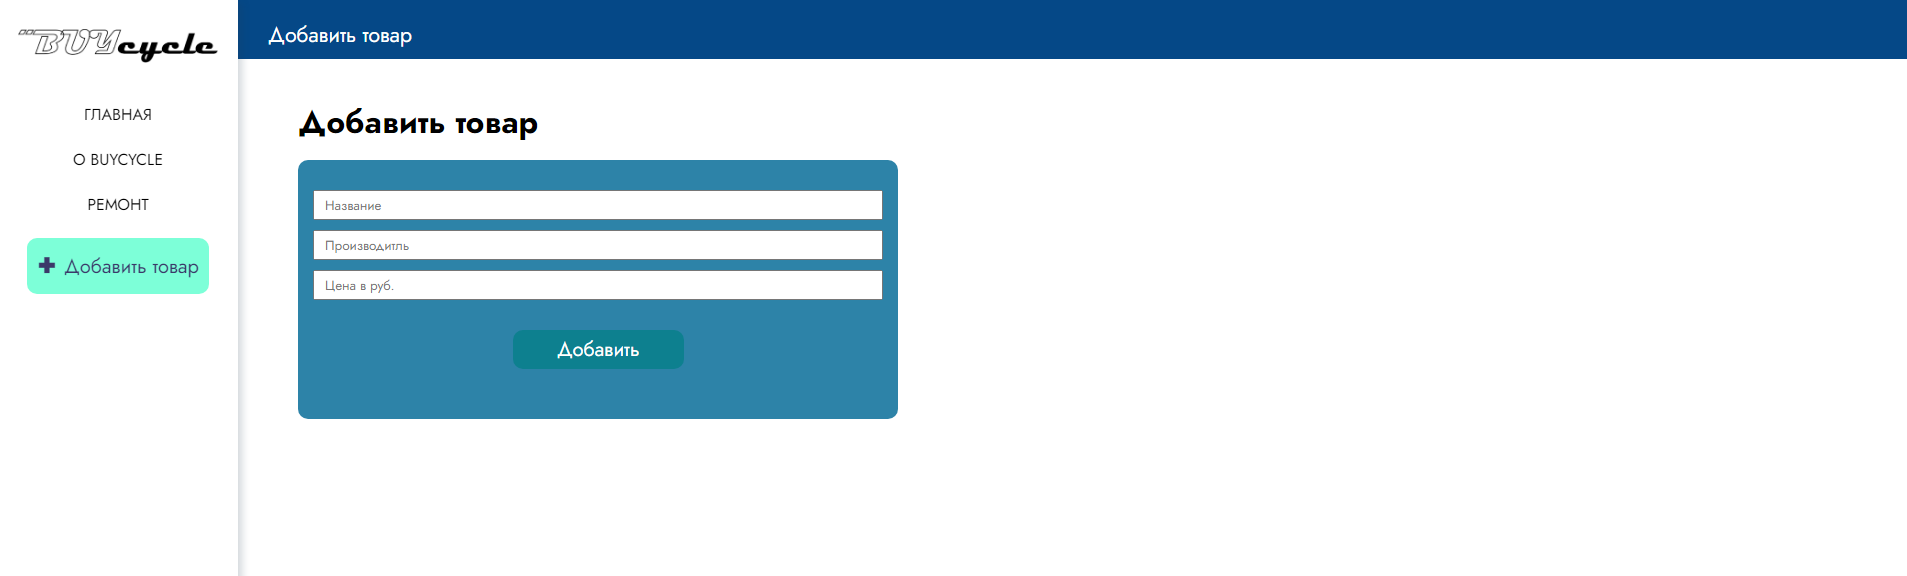 BUYcycle
ГЛАВНАЯ
О BUYCYCLE
РЕМОНТ
Добавить товар
Добавить товар
Добавить товар
Название
Производитль
Цена в руб.
Добавить